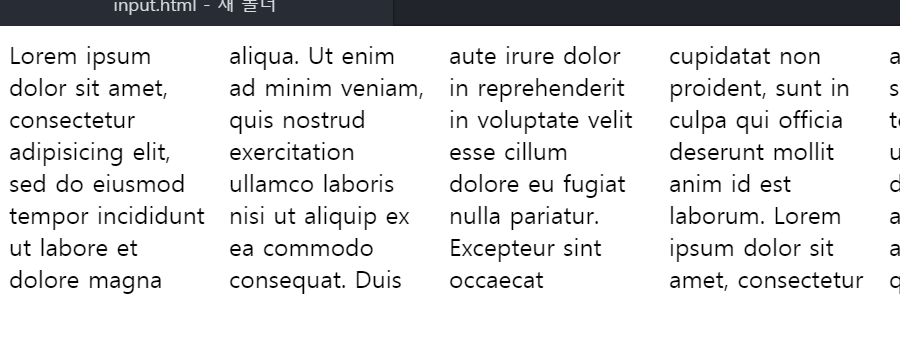 input.html - 새 폴더
Lorem ipsum
dolor sit amet,
consectetur
adipisicing elit,
sed do eiusmod
tempor incididunt
ut labore et
dolore magna
aliqua. Ut enim
ad minim veniam,
quis nostrud
exercitation
ullamco laboris
nisi ut aliquip ex
ea commodo
consequat. Duis
aute irure dolor
in reprehenderit
in voluptate velit
esse cillum
dolore eu fugiat
nulla pariatur.
Excepteur sint
occaecat
cupidatat non
proident, sunt in
culpa qui officia
deserunt mollit
anim id est
laborum. Lorem
ipsum dolor sit
amet, consectetur